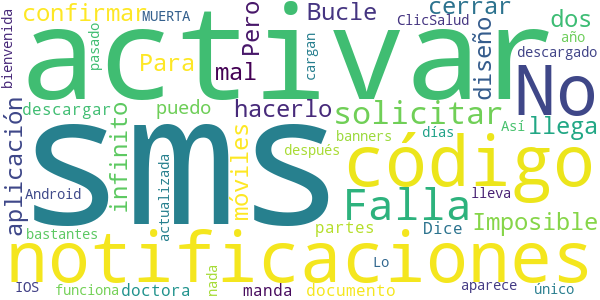 confirmar
MUERTA
Pero
Bucle
ClicSalud
cerrar
dos
bienvenida
pasado
activar
cargan
diseño
año
Para
mal
No
descargado
aplicación
descargar
puedo
hacerlo
solicitar
Así
llega
infinito
sms
móviles
banners
días
código
actualizada
después
Falla
Imposible
Android
lleva
bastantes
partes
Dice
notificaciones
Lo
aparece
IOS
funciona
doctora
nada
manda
documento
único